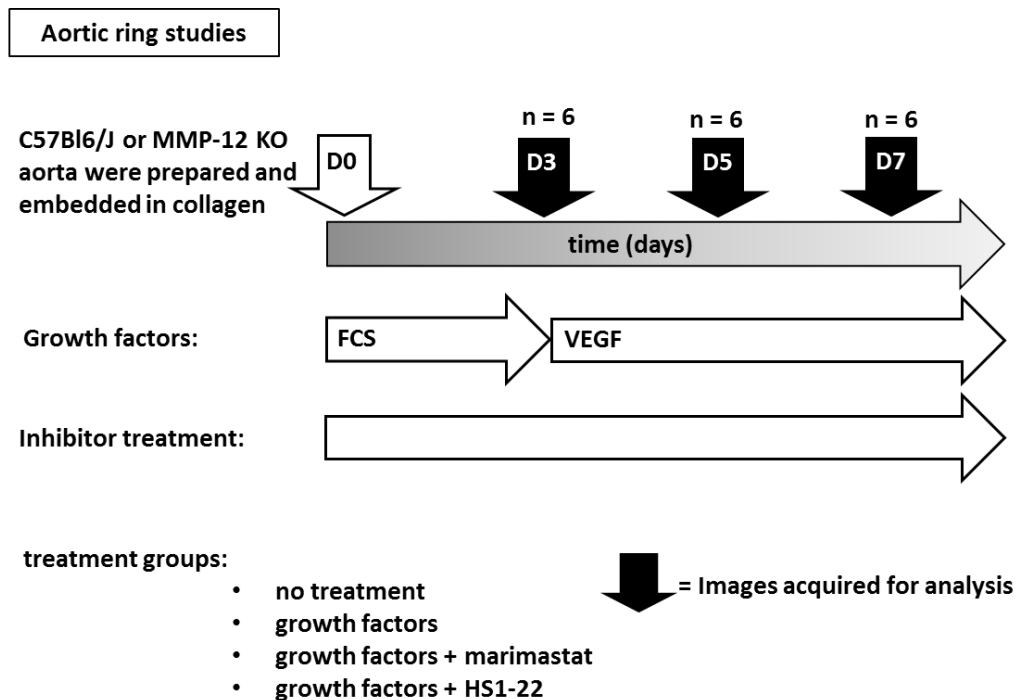 Aortic ring studies
C57Bl6/J or MMP-12 KO
aorta were prepared and
embedded in collagen
D0
n = 6
D3
n = 6
D5
n = 6
D7
time (days)
Growth factors:
FCS
VEGF
Inhibitor treatment:
treatment groups:
• no treatment
• growth factors
• growth factors + marimastat
• growth factors + HS1-22
= Images acquired for analysis